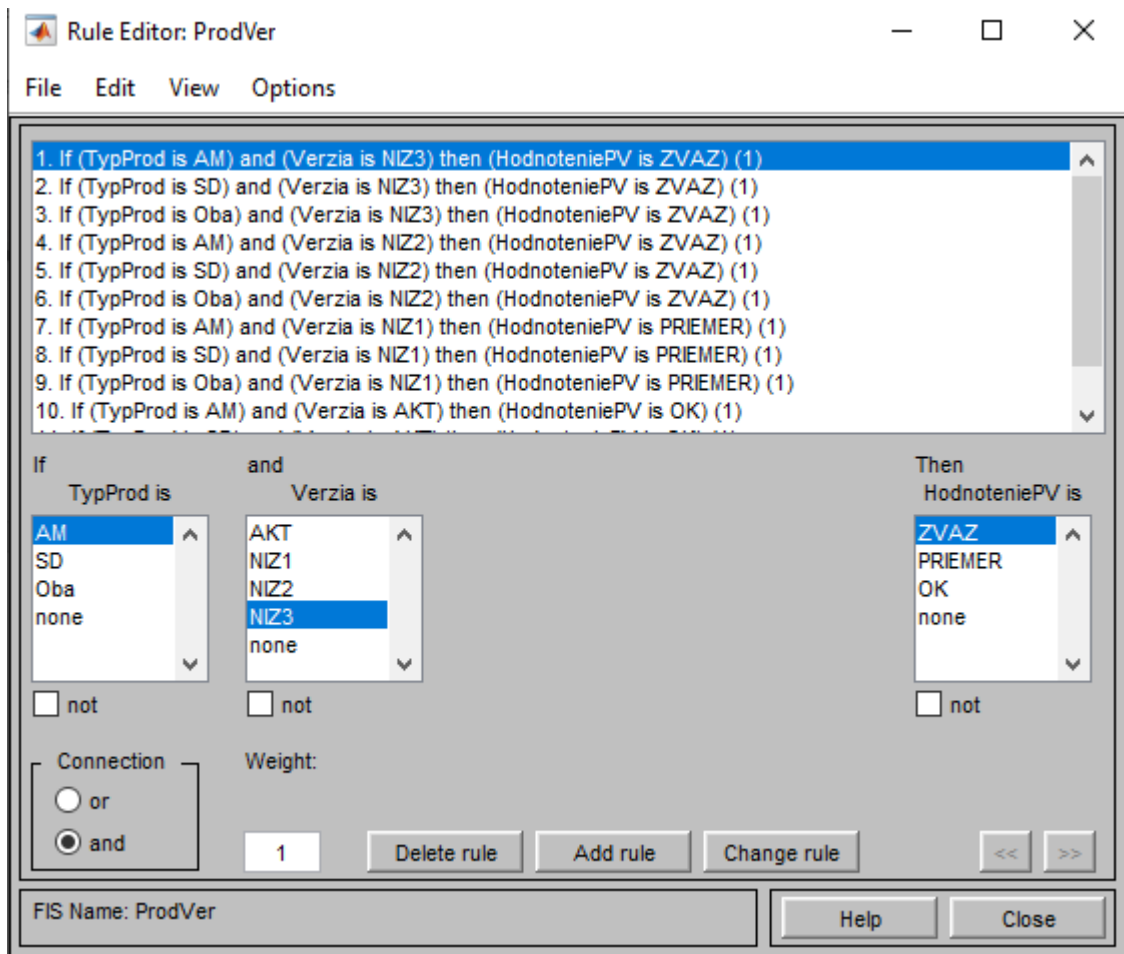 Rule Editor: ProdVer
File Edit View Options
1. If (TypProd is AM) and (Verzia is NIZ3) then (HodnoteniePV is ZVAZ) (1)
2. If (TypProd is SD) and (Verzia is NIZ3) then (HodnoteniePV is ZVAZ) (1)
3. If (TypProd is Oba) and (Verzia is NIZ3) then (HodnoteniePV is ZVAZ) (1)
4. If (TypProd is AM) and (Verzia is NIZ2) then (HodnoteniePV is ZVAZ) (1)
5. If (TypProd is SD) and (Verzia is NIZ2) then (HodnoteniePV is ZVAZ) (1)
6. If (TypProd is Oba) and (Verzia is NIZ2) then (HodnoteniePV is ZVAZ) (1)
7. If (TypProd is AM) and (Verzia is NIZ1) then (HodnoteniePV is PRIEMER) (1)
8. If (TypProd is SD) and (Verzia is NIZ1) then (HodnoteniePV is PRIEMER) (1)
9. If (TypProd is Oba) and (Verzia is NIZ1) then (HodnoteniePV is PRIEMER) (1)
10. If (TypProd is AM) and (Verzia is AKT) then (HodnoteniePV is OK) (1)
If and Then
TypProd is Verzia is HodnoteniePV is
AM AKT ZVAZ
SD NIZ1 PRIEMER
Oba NIZ2 OK
none NIZ3 none
none
not not not
Connection Weight:
or
and 1 Delete rule Add rule Change rule << >>
FIS Name: ProdVer Help Close